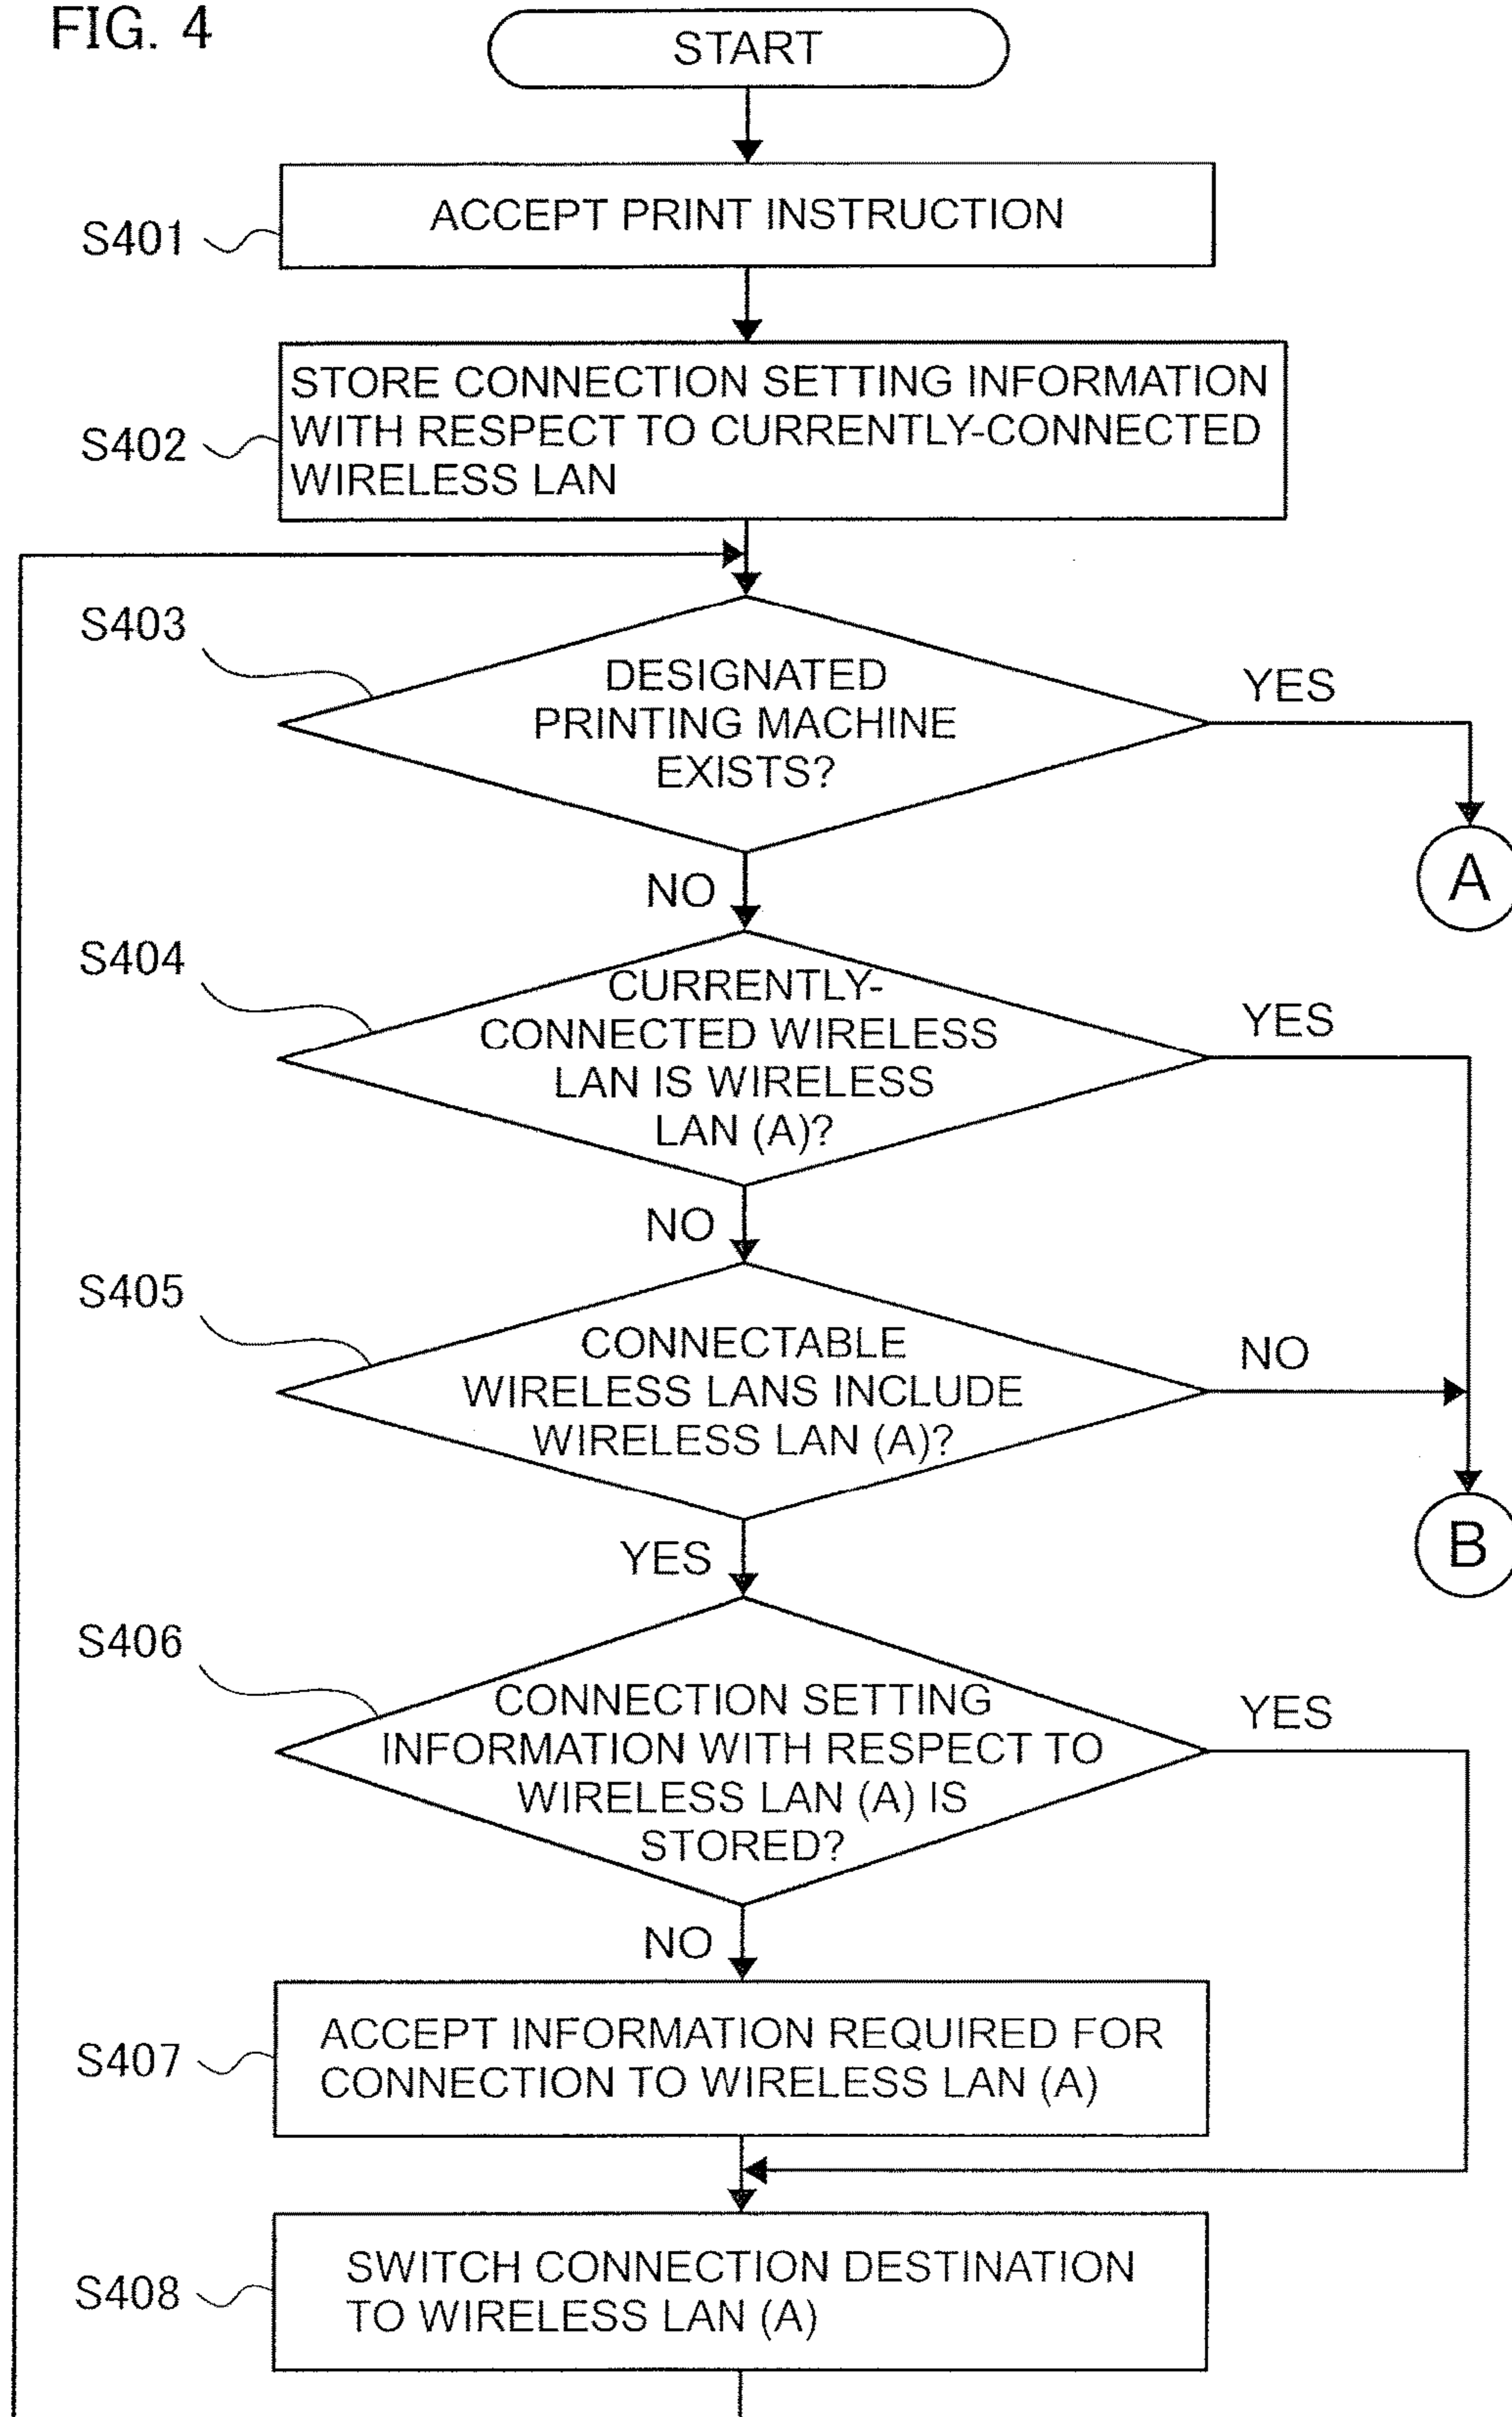 FIG. 4
START
S401
ACCEPT PRINT INSTRUCTION
S402
STORE CONNECTION SETTING INFORMATION
WITH RESPECT TO CURRENTLY-CONNECTED
WIRELESS LAN
S403
DESIGNATED
PRINTING MACHINE
EXISTS?
YES
A
NO
S404
CURRENTLY-
CONNECTED WIRELESS
LAN IS WIRELESS
LAN (A)?
YES
NO
S405
CONNECTABLE
WIRELESS LANS INCLUDE
WIRELESS LAN (A)?
NO
B
YES
S406
CONNECTION SETTING
INFORMATION WITH RESPECT TO
WIRELESS LAN (A) IS
STORED?
YES
NO
S407
ACCEPT INFORMATION REQUIRED FOR
CONNECTION TO WIRELESS LAN (A)
S408
SWITCH CONNECTION DESTINATION
TO WIRELESS LAN (A)